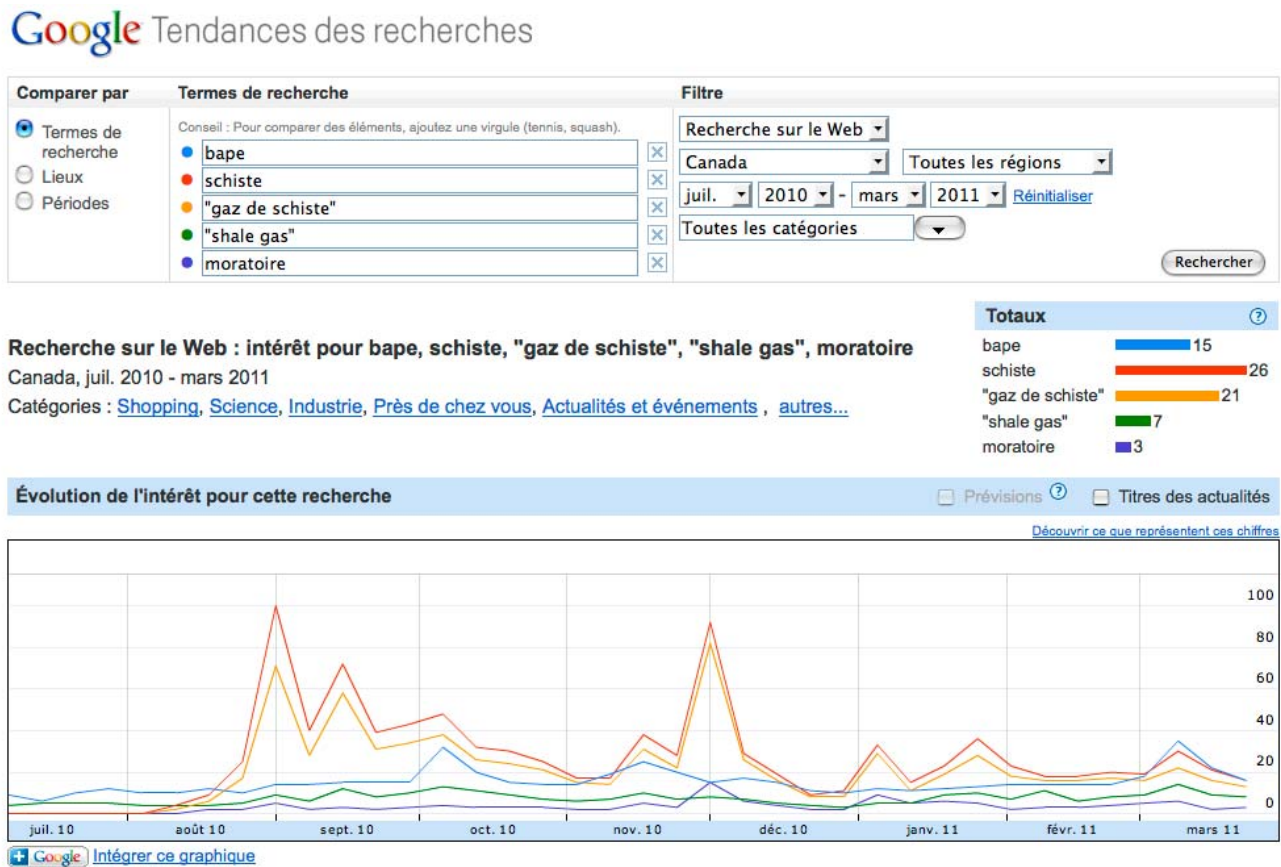 Google Tendances des recherches
Comparer par Termes de recherche Filtre
Termes de recherche
Lieux
Périodes
Conseil : Pour comparer des éléments, ajoutez une virgule (tennis, squash).
bape
schiste
"gaz de schiste"
"shale gas"
moratoire
Recherche sur le Web
Canada Toutes les régions
juil. 2010 - mars 2011 Réinitialiser
Toutes les catégories
Rechercher
Recherche sur le Web : intérêt pour bape, schiste, "gaz de schiste", "shale gas", moratoire
Canada, juil. 2010 - mars 2011
Catégories : Shopping, Science, Industrie, Près de chez vous, Actualités et événements , autres...
Totaux ?
bape 15
schiste 26
"gaz de schiste" 21
"shale gas" 7
moratoire 3
Évolution de l'intérêt pour cette recherche Prévisions ? Titres des actualités
Découvrir ce que représentent ces chiffres
100
80
60
40
20
0
juil. 10 août 10 sept. 10 oct. 10 nov. 10 déc. 10 janv. 11 févr. 11 mars 11
+ Google Intégrer ce graphique